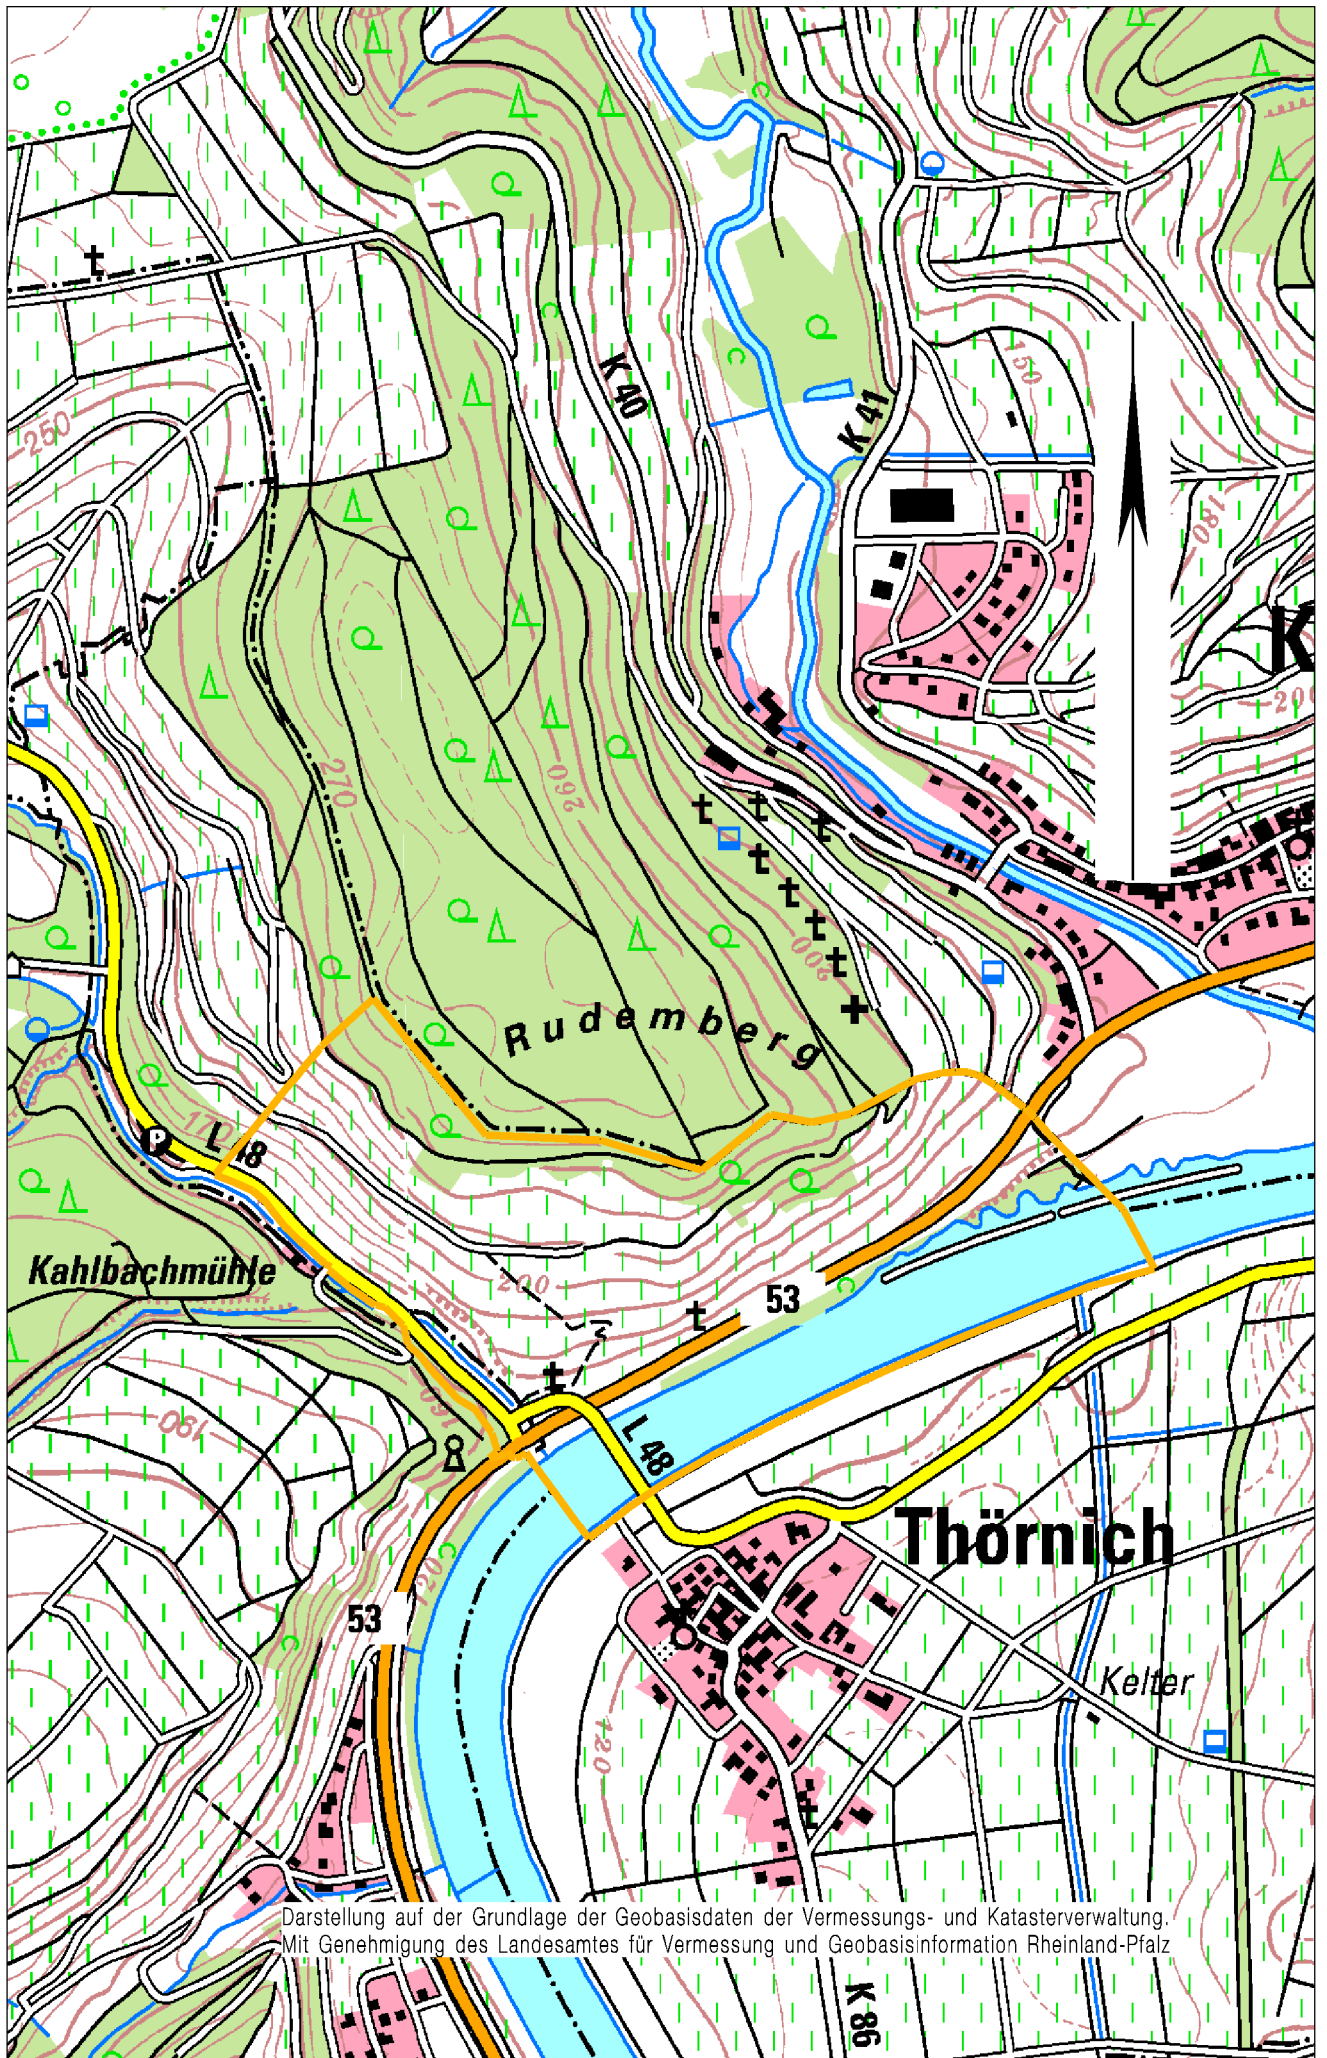 K 40
K 41
150
250
180
K
200
270
260
200
Rudemberg
P
170
L 48
Kahlbachmühle
200
53
160
190
L 48
Thörnich
53
120
Kelter
Darstellung auf der Grundlage der Geobasisdaten der Vermessungs- und Katasterverwaltung.
Mit Genehmigung des Landesamtes für Vermessung und Geobasisinformation Rheinland-Pfalz
K 86